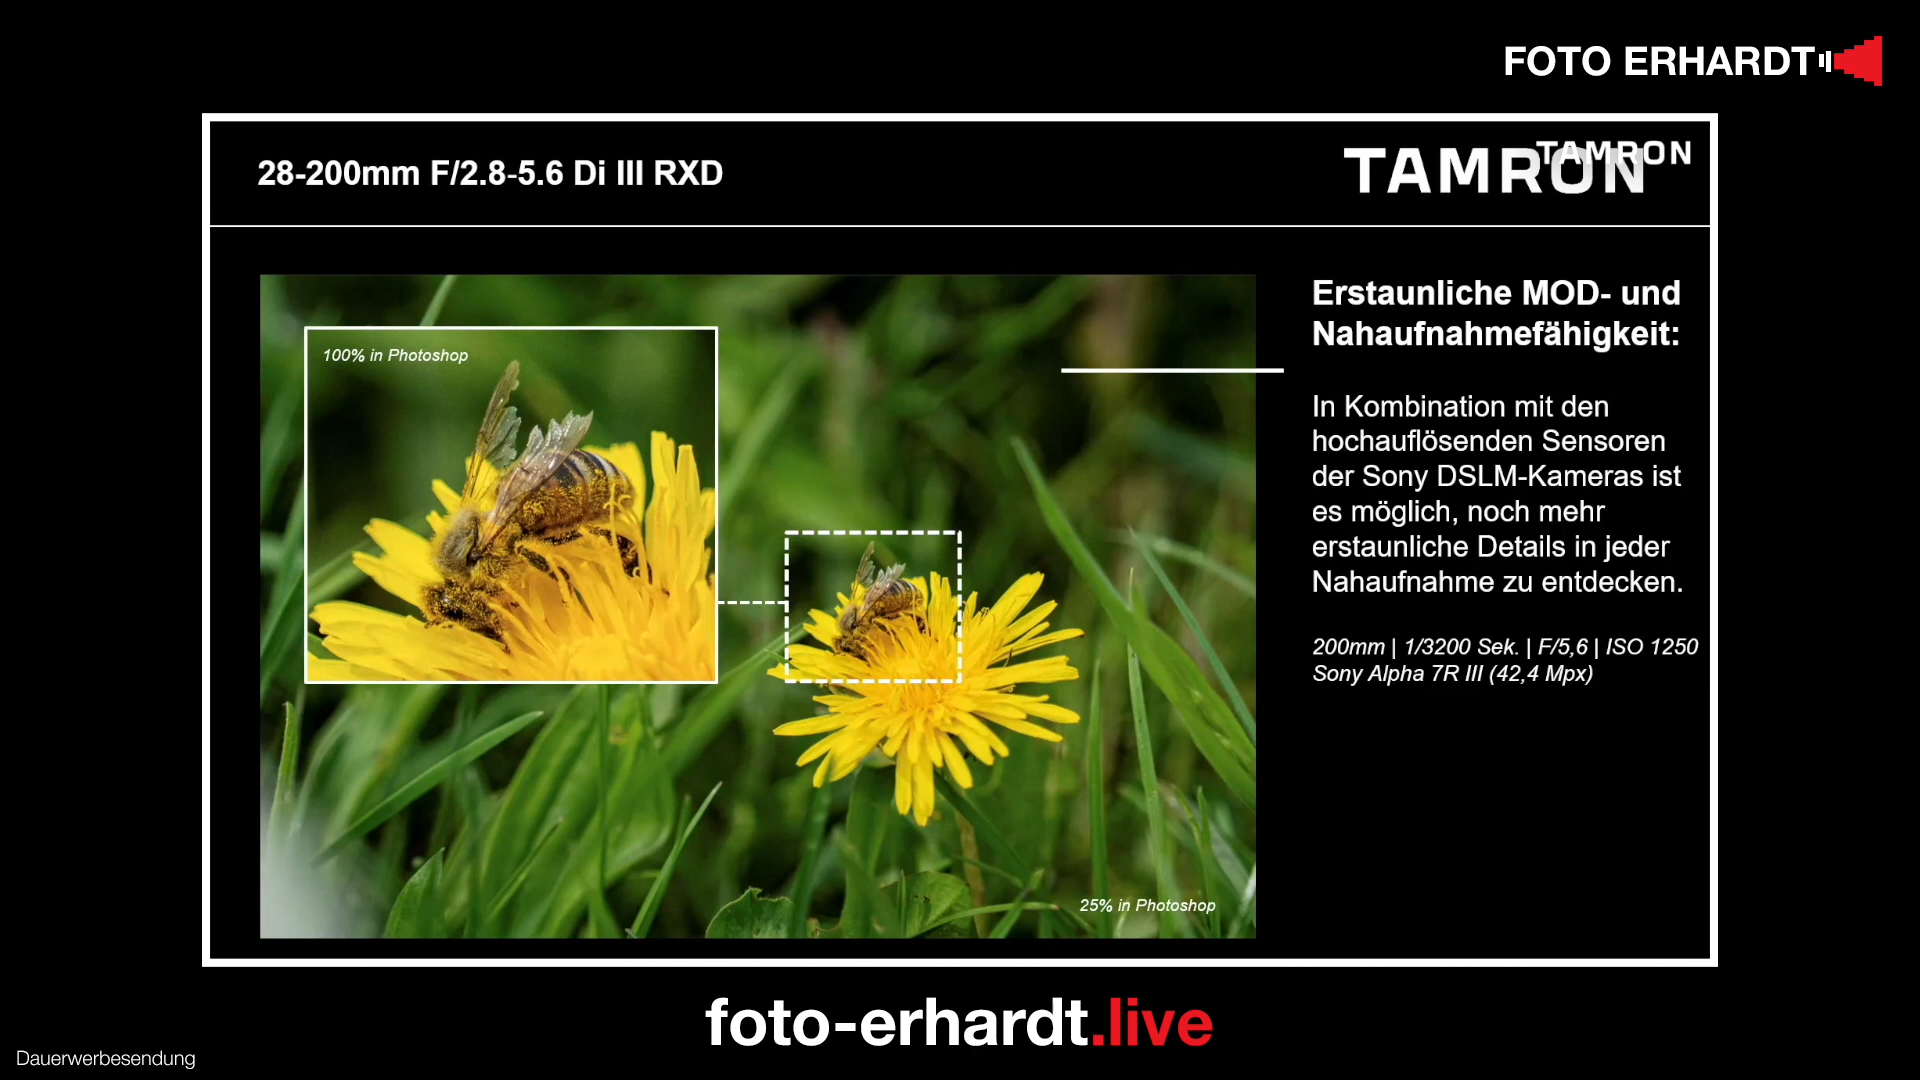 FOTO ERHARDT
28-200mm F/2.8-5.6 Di III RXD
TAMRON
TAMRON
100% in Photoshop
Erstaunliche MOD- und
Nahaufnahmefähigkeit:
In Kombination mit den
hochauflösenden Sensoren
der Sony DSLM-Kameras ist
es möglich, noch mehr
erstaunliche Details in jeder
Nahaufnahme zu entdecken.
200mm | 1/3200 Sek. | F/5,6 | ISO 1250
Sony Alpha 7R III (42,4 Mpx)
25% in Photoshop
foto-erhardt.live
Dauerwerbesendung